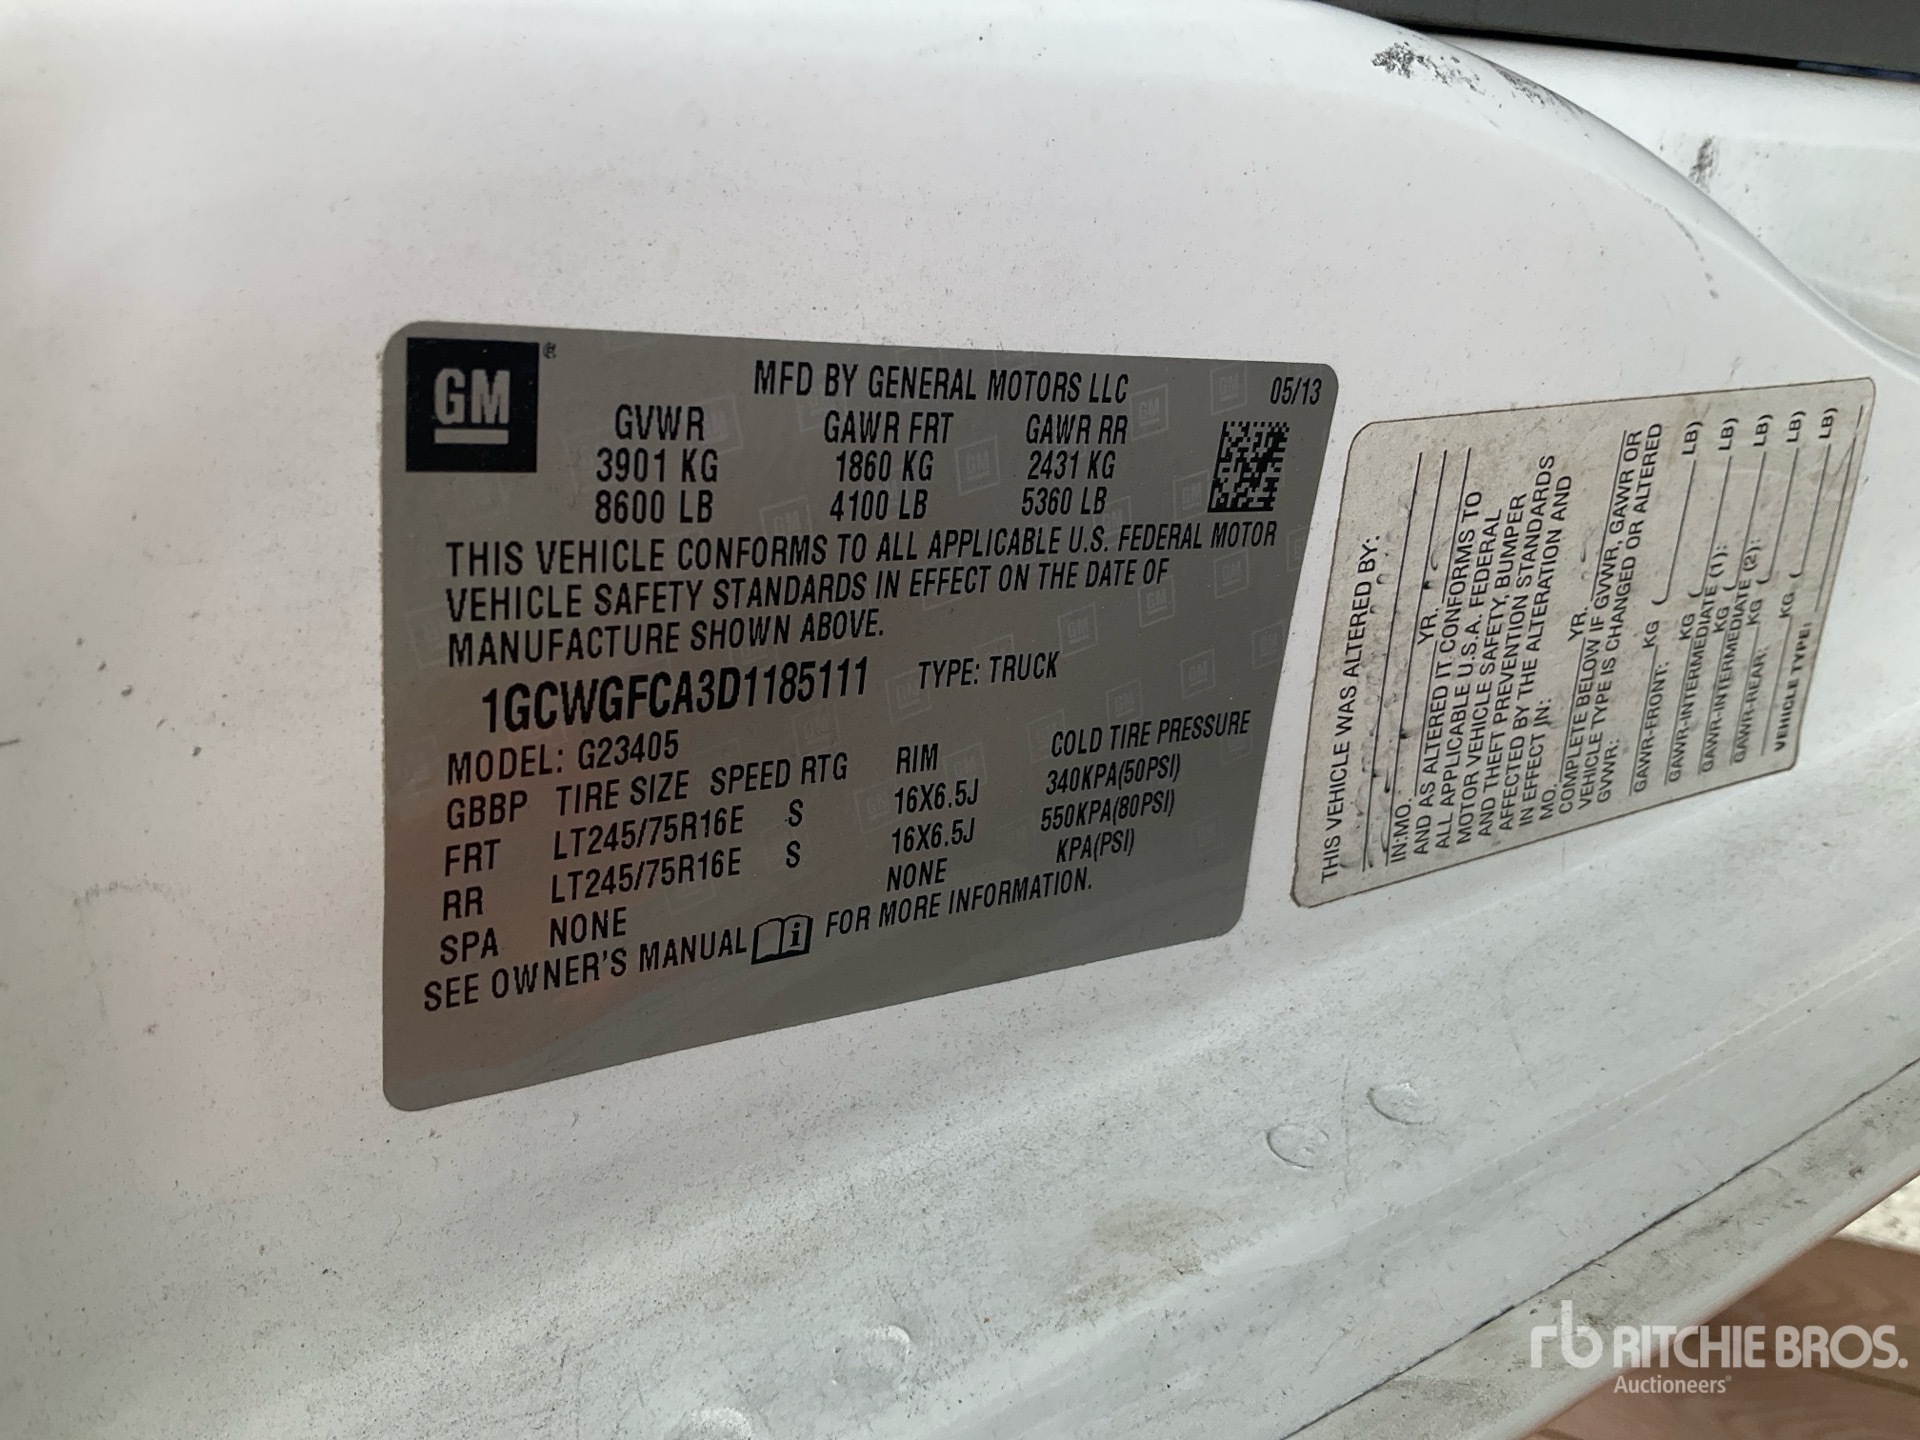 GM ®
MFD BY GENERAL MOTORS LLC 05/13
GVWR GAWR FRT GAWR RR
3901 KG 1860 KG 2431 KG
8600 LB 4100 LB 5360 LB
THIS VEHICLE CONFORMS TO ALL APPLICABLE U.S. FEDERAL MOTOR
VEHICLE SAFETY STANDARDS IN EFFECT ON THE DATE OF
MANUFACTURE SHOWN ABOVE.
1GCWGFCA3D1185111 TYPE: TRUCK
MODEL: G23405
GBBP TIRE SIZE SPEED RTG RIM COLD TIRE PRESSURE
FRT LT245/75R16E S 16X6.5J 340KPA(50PSI)
RR LT245/75R16E S 16X6.5J 550KPA(80PSI)
SPA NONE NONE KPA(PSI)
SEE OWNER'S MANUAL i FOR MORE INFORMATION.
THIS VEHICLE WAS ALTERED BY:
IN:MO. YR.
AND AS ALTERED IT CONFORMS TO
ALL APPLICABLE U.S.A. FEDERAL
MOTOR VEHICLE SAFETY, BUMPER
AND THEFT PREVENTION STANDARDS
AFFECTED BY THE ALTERATION AND
IN EFFECT IN:
MO. YR.
COMPLETE BELOW IF GVWR, GAWR OR
VEHICLE TYPE IS CHANGED OR ALTERED
GVWR: KG ( LB)
GAWR-FRONT: KG ( LB)
GAWR-INTERMEDIATE (1): KG ( LB)
GAWR-INTERMEDIATE (2): KG ( LB)
GAWR-REAR: KG ( LB)
VEHICLE TYPE:
rb RITCHIE BROS.
Auctioneers